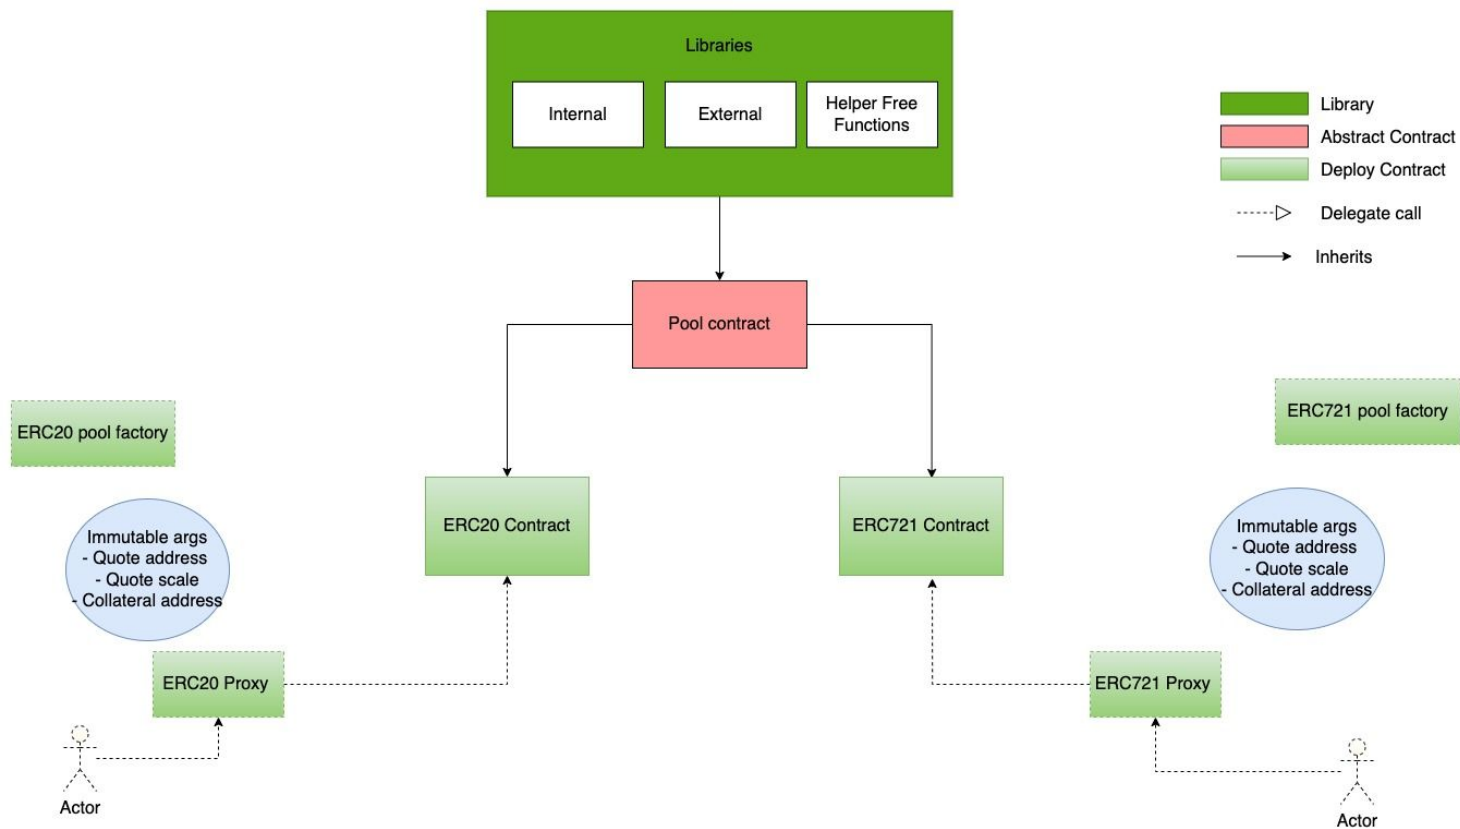 Libraries
Internal
External
Helper Free
Functions
Library
Abstract Contract
Deploy Contract
Delegate call
Inherits
Pool contract
ERC20 pool factory
ERC721 pool factory
Immutable args
- Quote address
- Quote scale
- Collateral address
ERC20 Contract
ERC721 Contract
Immutable args
- Quote address
- Quote scale
- Collateral address
ERC20 Proxy
ERC721 Proxy
Actor
Actor